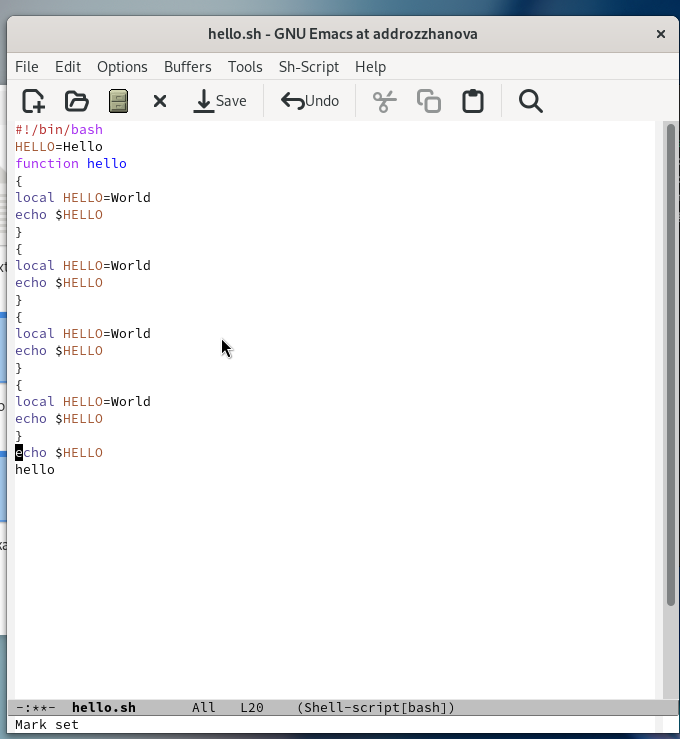 hello.sh - GNU Emacs at addrozzhanova ×
File Edit Options Buffers Tools Sh-Script Help
Save Undo
#!/bin/bash
HELLO=Hello
function hello
{
local HELLO=World
echo $HELLO
}
{
local HELLO=World
echo $HELLO
}
{
local HELLO=World
echo $HELLO
}
{
local HELLO=World
echo $HELLO
}
echo $HELLO
hello
-:**- hello.sh All L20 (Shell-script[bash])
Mark set